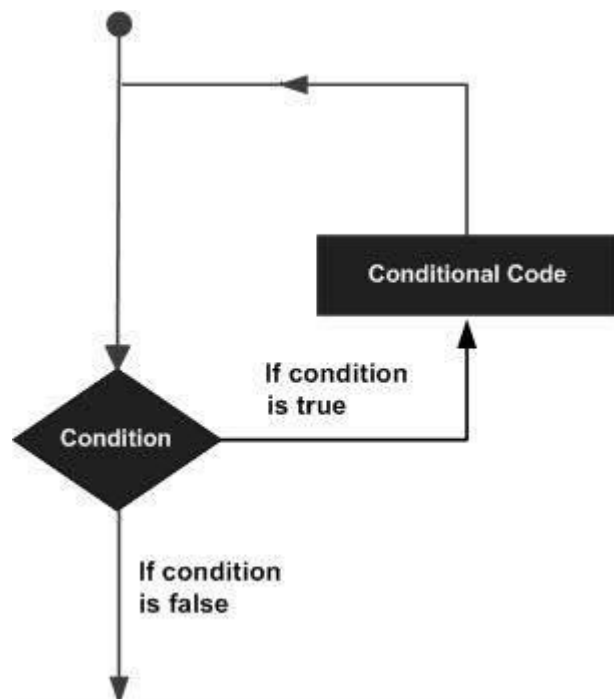 Conditional Code
If condition
is true
Condition
If condition
is false